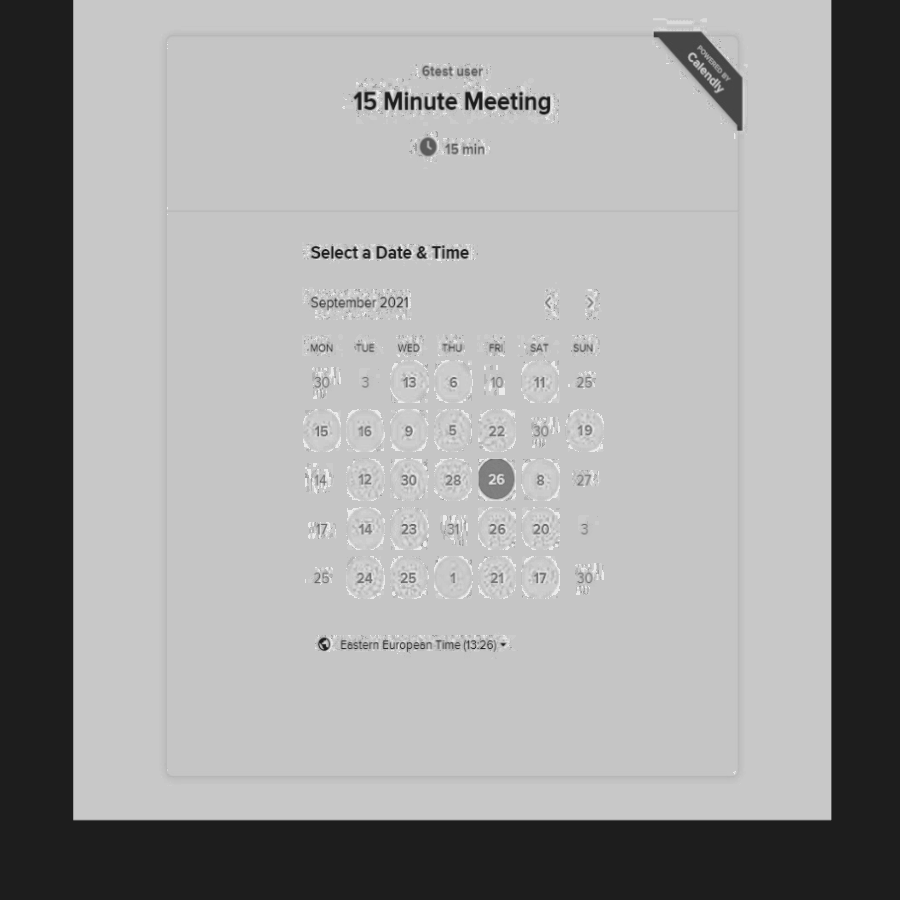 POWERED BY
Calendly
6test user
15 Minute Meeting
15 min
Select a Date & Time
September 2021
MON TUE WED THU FRI SAT SUN
30 3 13 6 10 11 25
15 16 9 5 22 30 19
14 12 30 28 26 8 27
17 14 23 31 26 20 3
25 24 25 1 21 17 30
Eastern European Time (13:26)